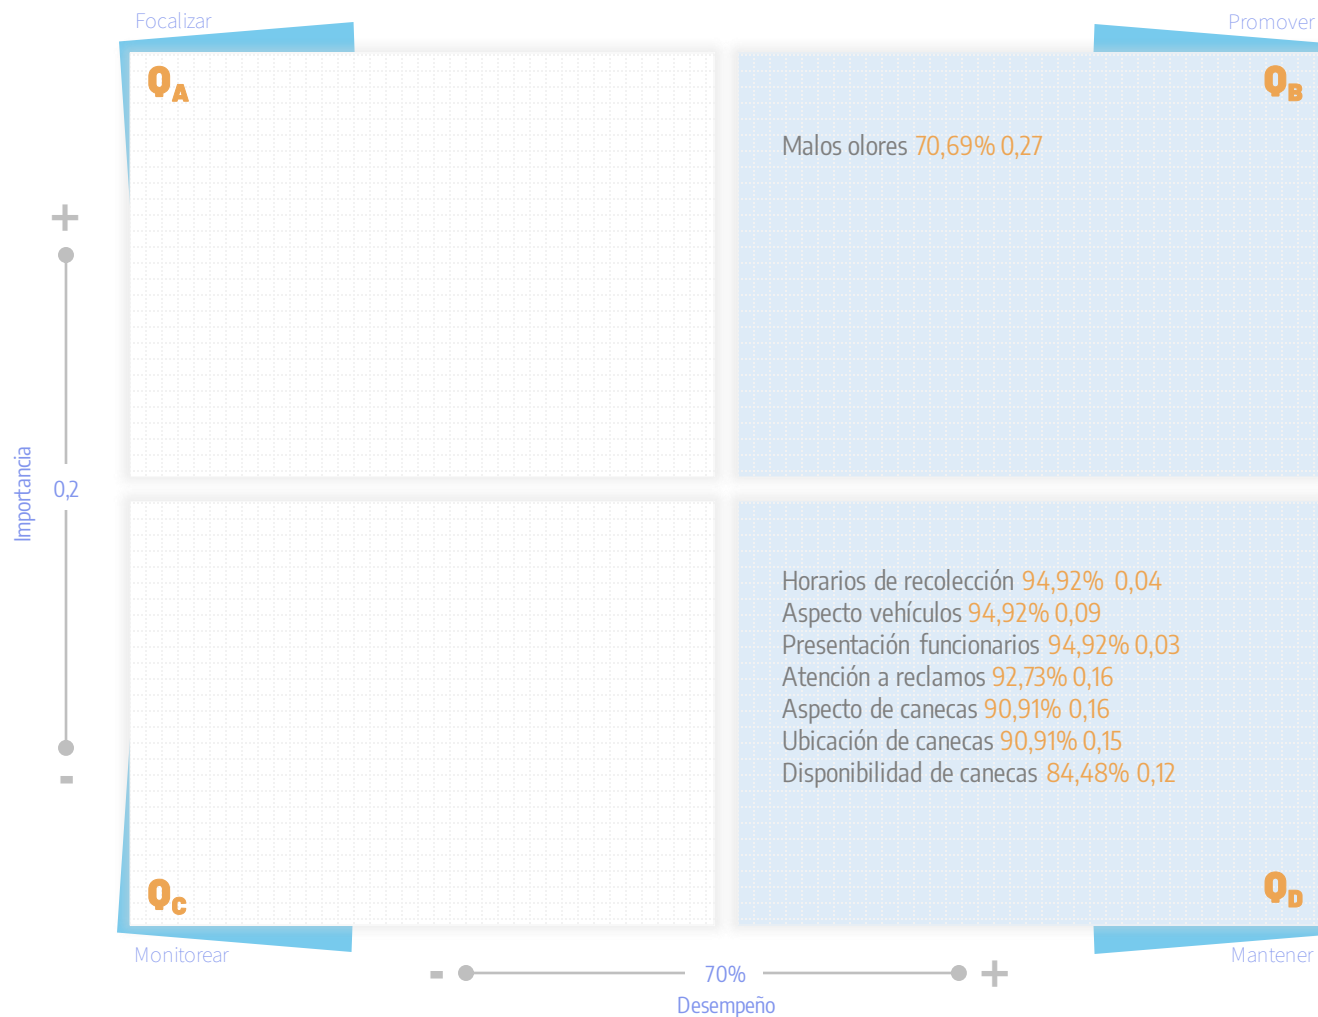 Focalizar
Promover
QA
QB
Malos olores 70,69% 0,27
+
Importancia
0,2
-
Horarios de recolección 94,92% 0,04
Aspecto vehículos 94,92% 0,09
Presentación funcionarios 94,92% 0,03
Atención a reclamos 92,73% 0,16
Aspecto de canecas 90,91% 0,16
Ubicación de canecas 90,91% 0,15
Disponibilidad de canecas 84,48% 0,12
QC
QD
Monitorear
Mantener
- 70% +
Desempeño